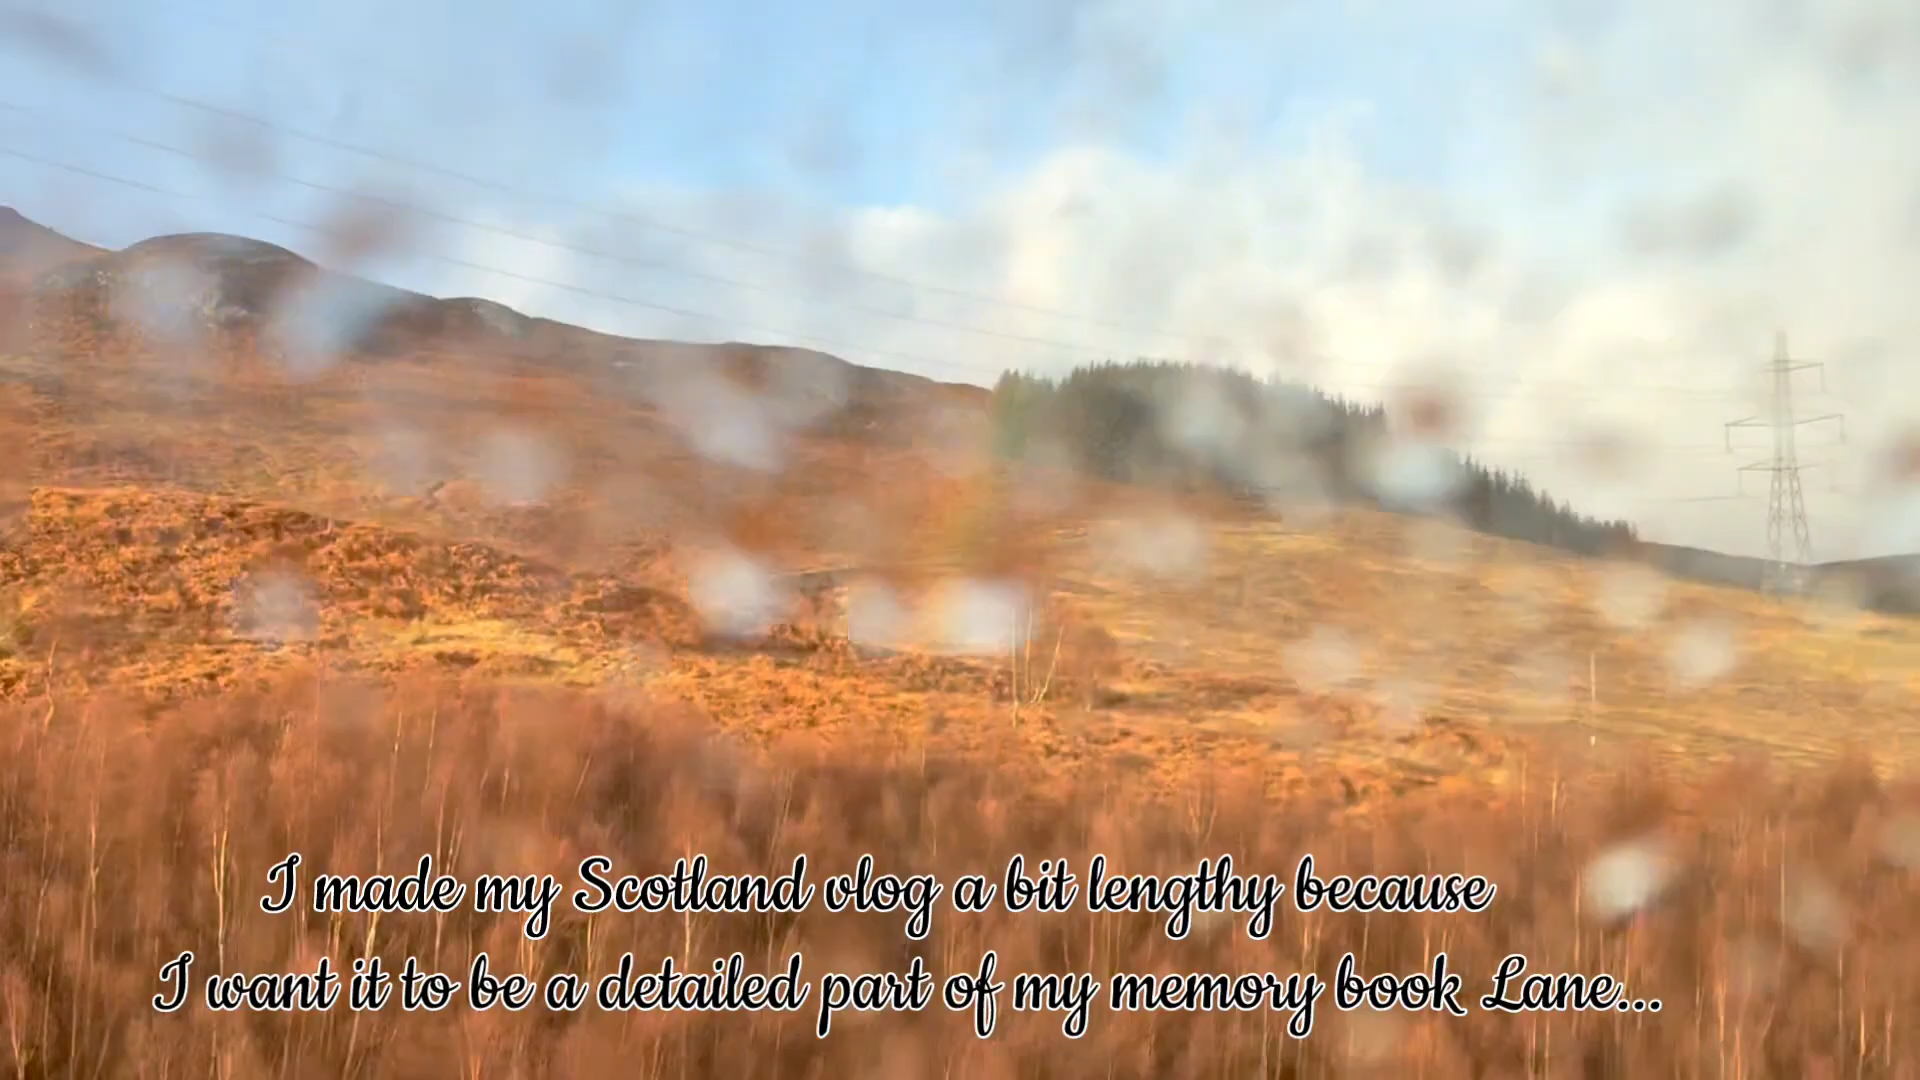 I made my Scotland vlog a bit lengthy because
I want it to be a detailed part of my memory book Lane...